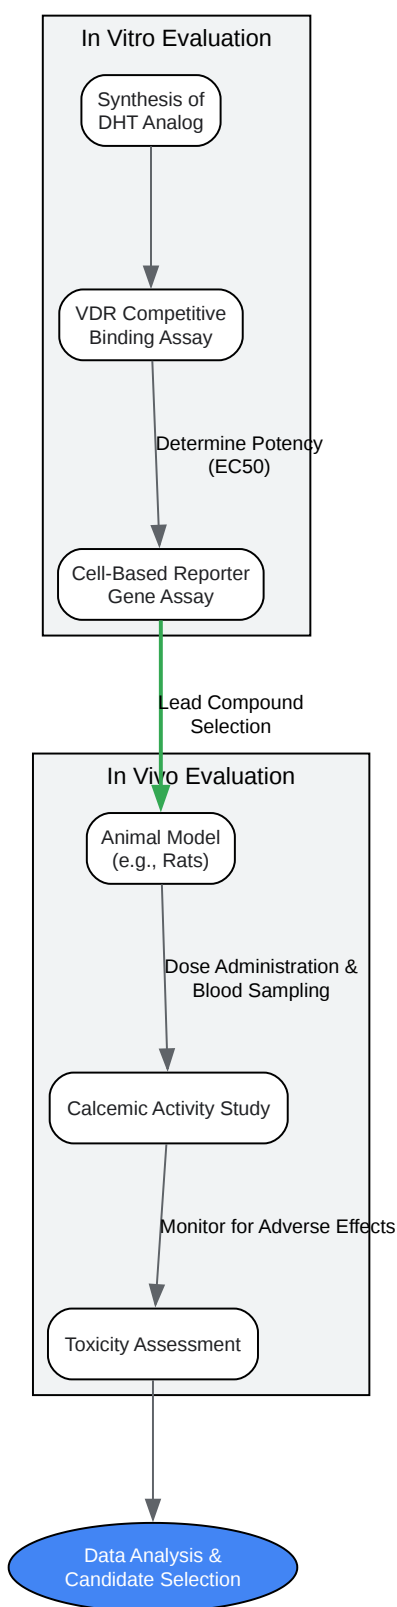 In Vitro Evaluation
Synthesis of
DHT Analog
VDR Competitive
Binding Assay
Determine Potency
(EC50)
Cell-Based Reporter
Gene Assay
Lead Compound
Selection
In Vivo Evaluation
Animal Model
(e.g., Rats)
Dose Administration &
Blood Sampling
Calcemic Activity Study
Monitor for Adverse Effects
Toxicity Assessment
Data Analysis &
Candidate Selection